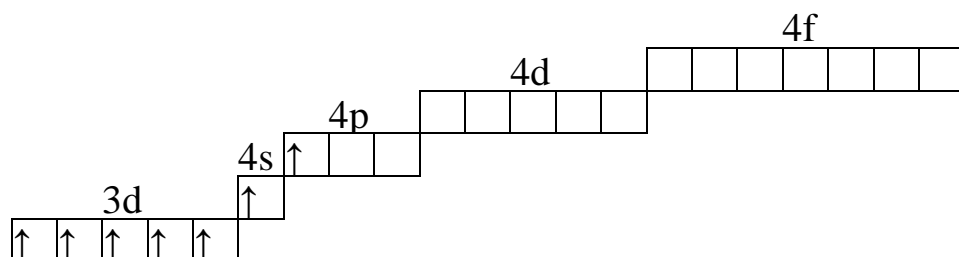 4f
4d
4p
4s ↑
3d ↑
↑ ↑ ↑ ↑ ↑